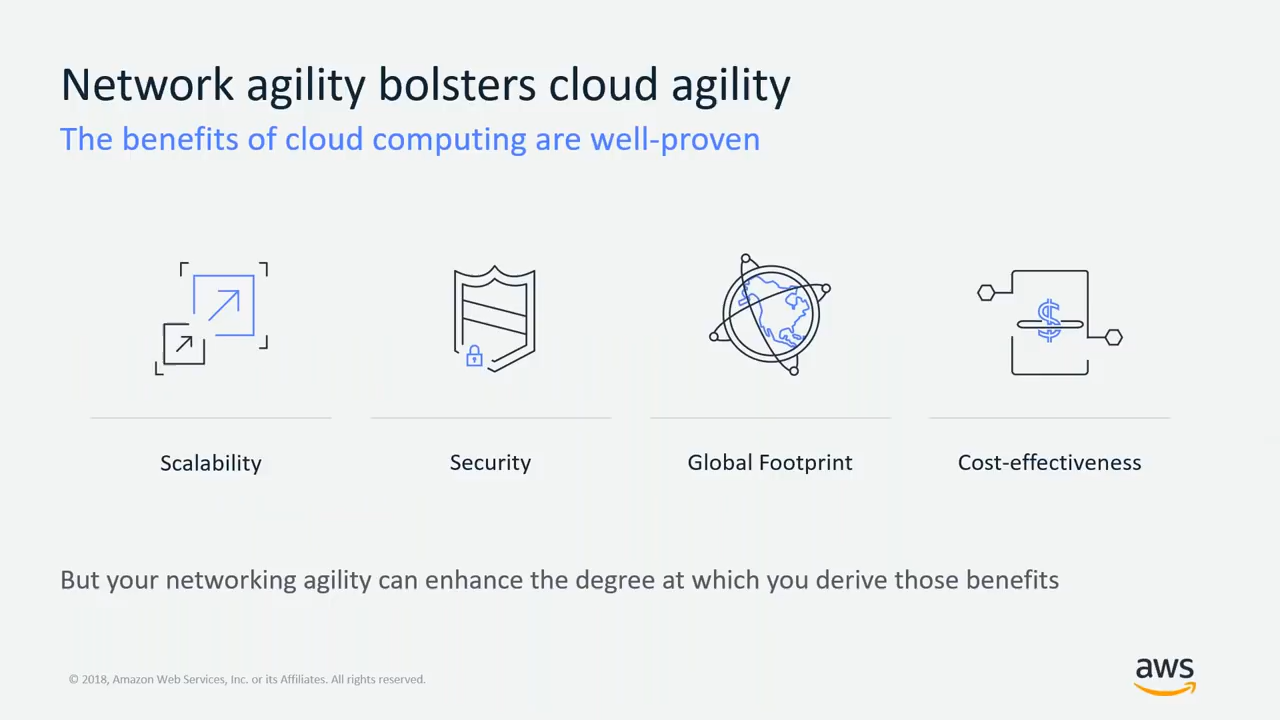 Network agility bolsters cloud agility
The benefits of cloud computing are well-proven
$
Scalability
Security
Global Footprint
Cost-effectiveness
But your networking agility can enhance the degree at which you derive those benefits
© 2018, Amazon Web Services, Inc. or its Affiliates. All rights reserved.
aws